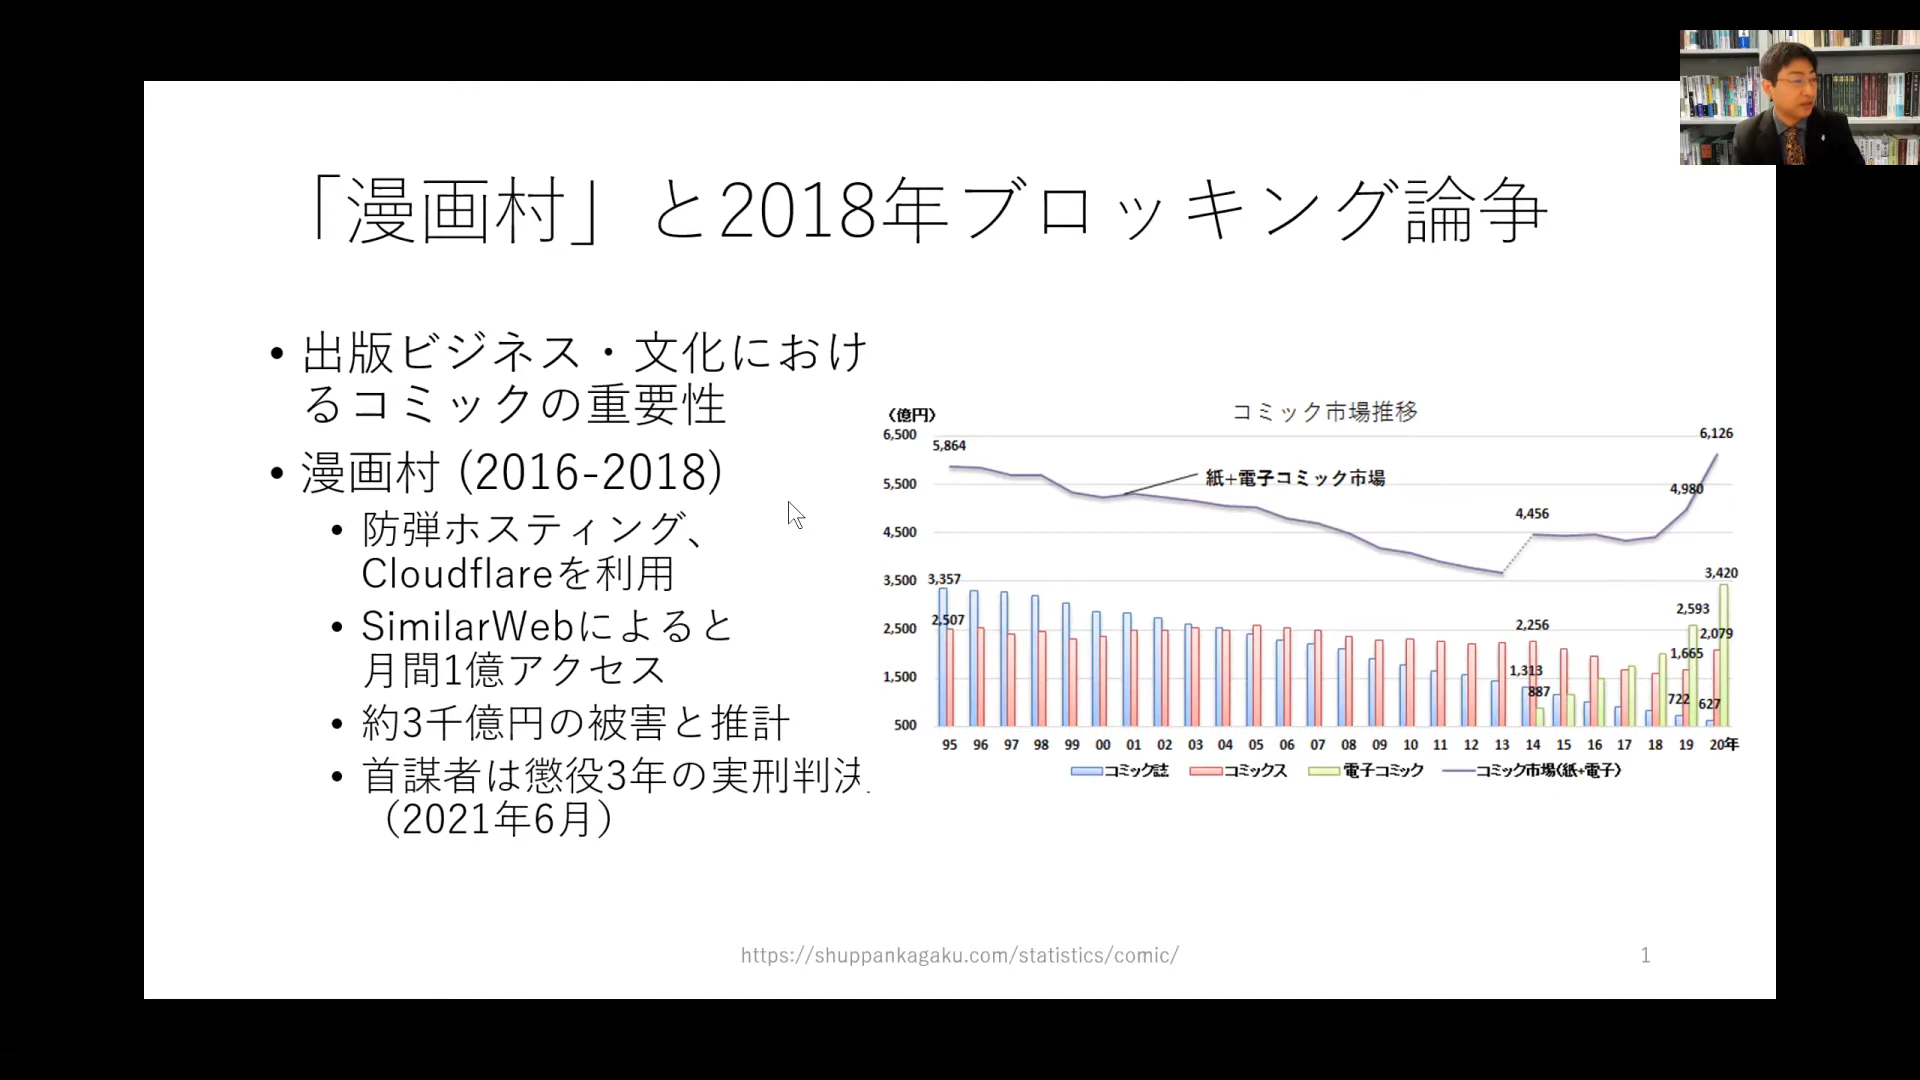 「漫画村」と2018年ブロッキング論争
• 出版ビジネス・文化におけ
るコミックの重要性
• 漫画村 (2016-2018)
• 防弾ホスティング、
Cloudflareを利用
• SimilarWebによると
月間1億アクセス
• 約3千億円の被害と推計
• 首謀者は懲役3年の実刑判決
（2021年6月）
コミック市場推移
（億円）
6,500
5,500
4,500
3,500
2,500
1,500
500
5,864
紙+電子コミック市場
4,456
4,980
6,126
3,357
2,507
2,256
1,313
887
2,593
1,665
722
3,420
2,079
627
95 96 97 98 99 00 01 02 03 04 05 06 07 08 09 10 11 12 13 14 15 16 17 18 19 20年
コミック誌 コミックス 電子コミック コミック市場(紙+電子)
https://shuppankagaku.com/statistics/comic/
1